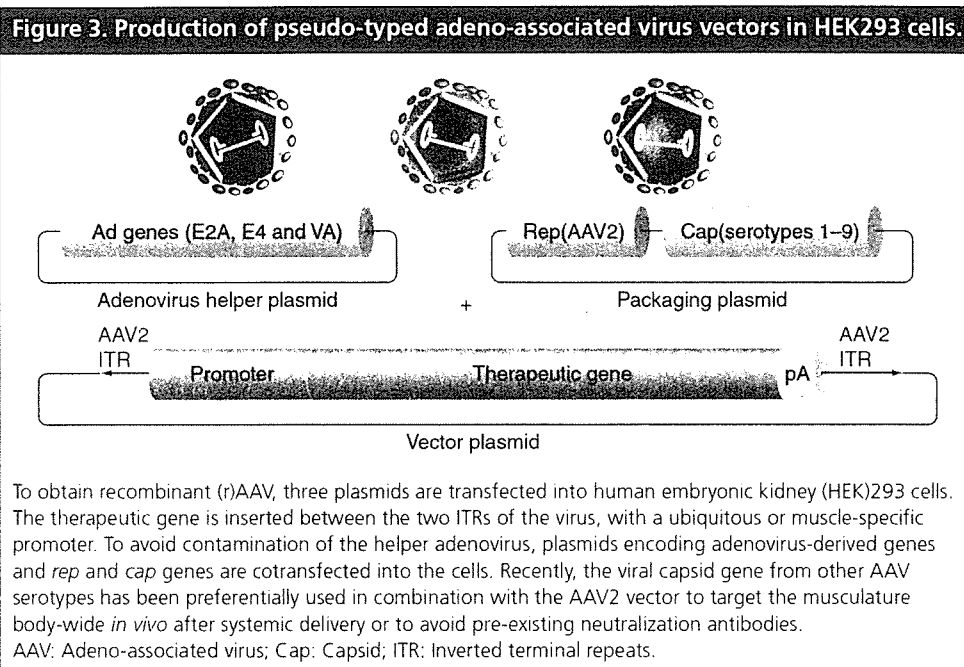 Figure 3. Production of pseudo-typed adeno-associated virus vectors in HEK293 cells.
Ad genes (E2A, E4 and VA)
Rep(AAV2)
Cap(serotypes 1–9)
Adenovirus helper plasmid
+
Packaging plasmid
AAV2
ITR
AAV2
ITR
Promoter
Therapeutic gene
pA
Vector plasmid
To obtain recombinant (r)AAV, three plasmids are transfected into human embryonic kidney (HEK)293 cells.
The therapeutic gene is inserted between the two ITRs of the virus, with a ubiquitous or muscle-specific
promoter. To avoid contamination of the helper adenovirus, plasmids encoding adenovirus-derived genes
and rep and cap genes are cotransfected into the cells. Recently, the viral capsid gene from other AAV
serotypes has been preferentially used in combination with the AAV2 vector to target the musculature
body-wide in vivo after systemic delivery or to avoid pre-existing neutralization antibodies.
AAV: Adeno-associated virus; Cap: Capsid; ITR: Inverted terminal repeats.